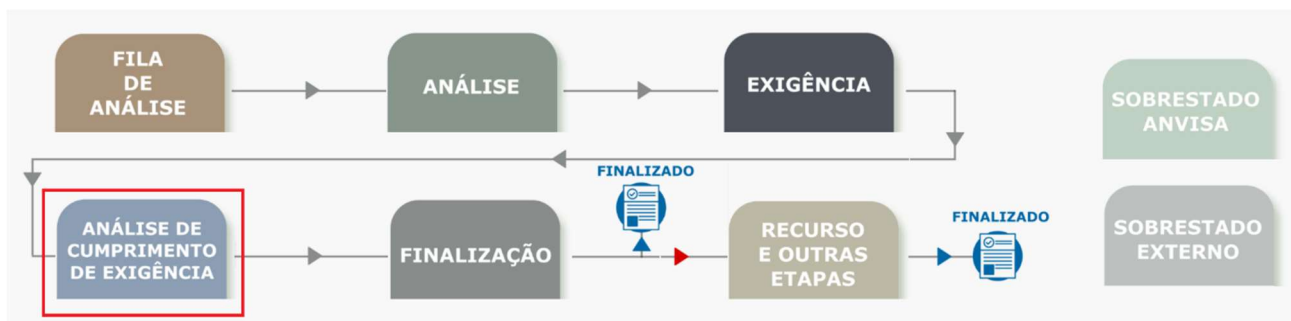 FILA
DE
ANÁLISE
ANÁLISE
EXIGÊNCIA
SOBRESTADO
ANVISA
ANÁLISE DE
CUMPRIMENTO
DE EXIGÊNCIA
FINALIZAÇÃO
FINALIZADO
RECURSO
E OUTRAS
ETAPAS
FINALIZADO
SOBRESTADO
EXTERNO